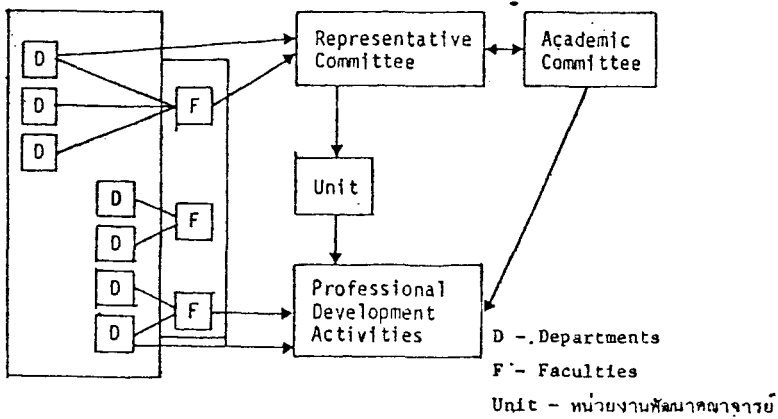 D
D
D
F
D
D
F
D
D
F
Representative
Committee
Academic
Committee
Unit
Professional
Development
Activities
D -. Departments
F - Faculties
Unit - หน่วยงานพัฒนาคณาจารย์